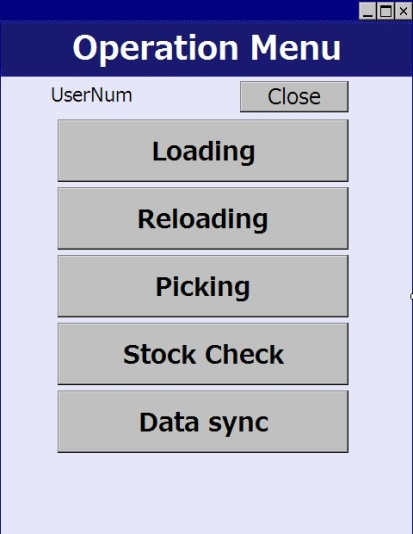 Operation Menu
UserNum
Close
Loading
Reloading
Picking
Stock Check
Data sync